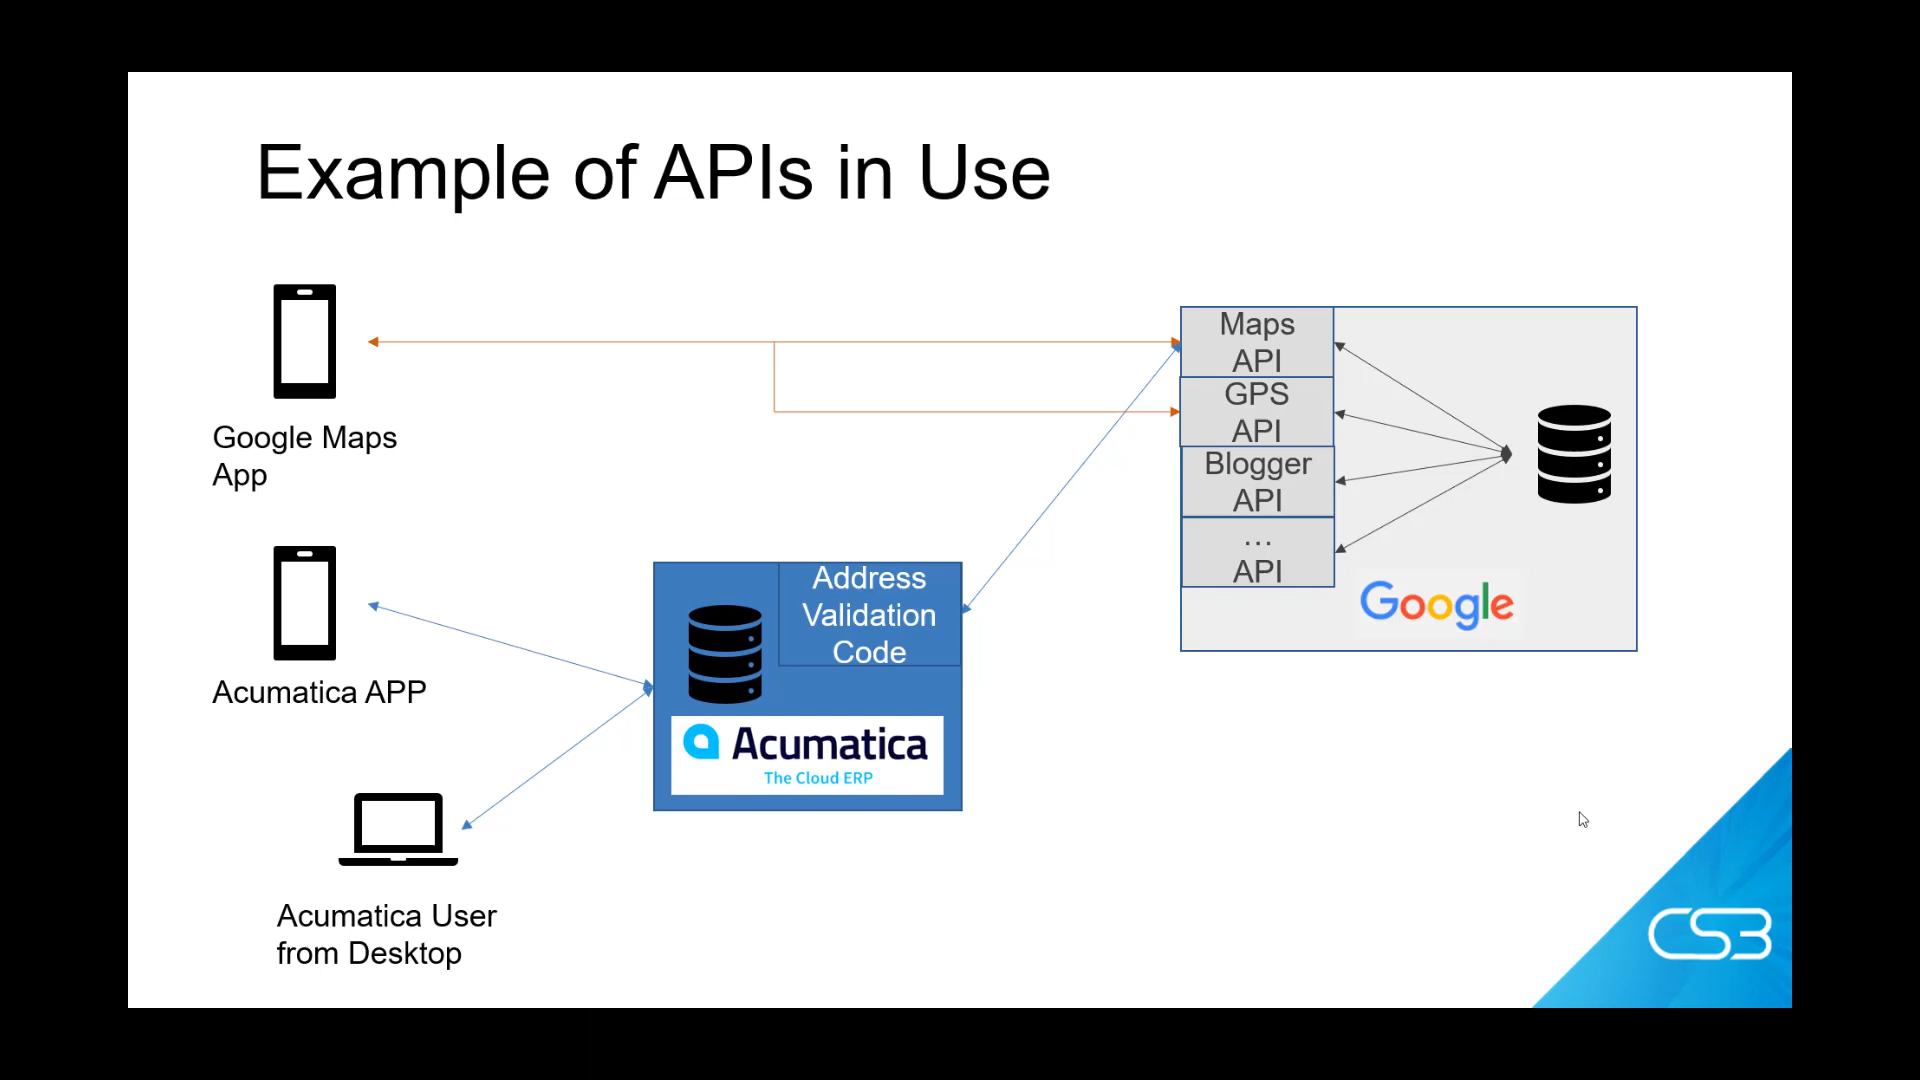 Example of APIs in Use
Google Maps
App
Acumatica APP
Acumatica User
from Desktop
Address
Validation
Code
Acumatica
The Cloud ERP
Maps
API
GPS
API
Blogger
API
...
API
Google
CS3